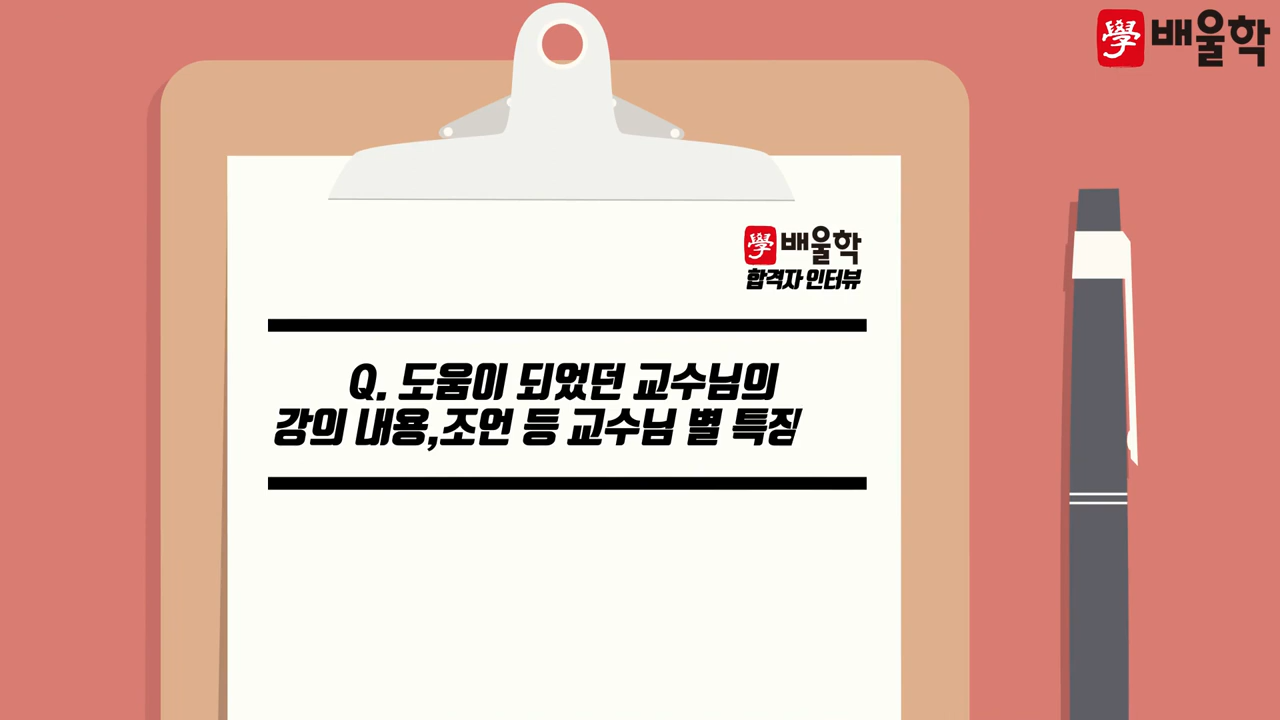 學 배울학
學 배울학
합격자 인터뷰
Q. 도움이 되었던 교수님의
강의 내용,조언 등 교수님 별 특징